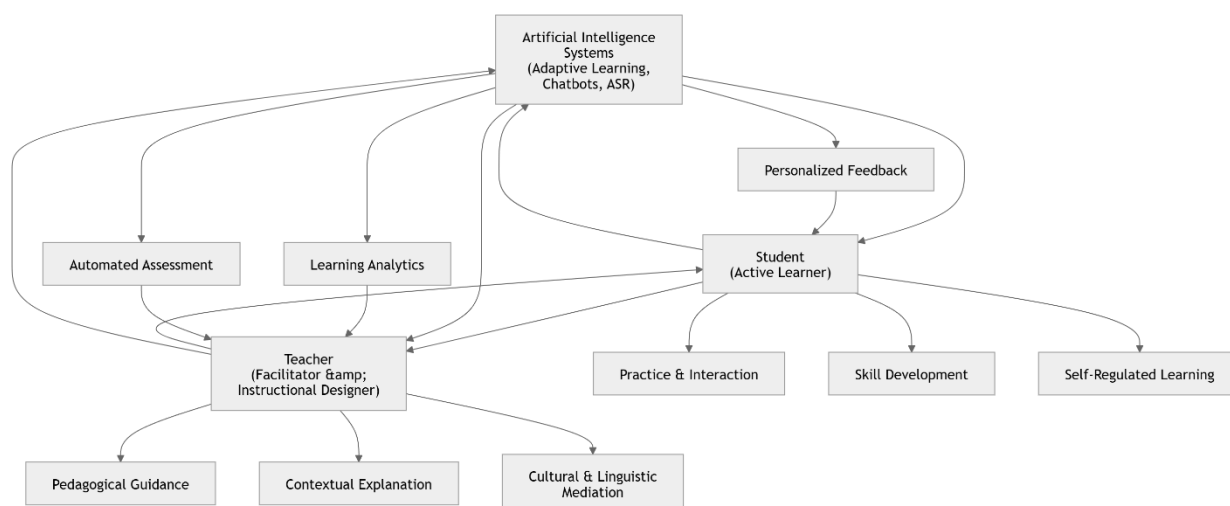 Artificial Intelligence
Systems
(Adaptive Learning,
Chatbots, ASR)
Personalized Feedback
Automated Assessment
Learning Analytics
Student
(Active Learner)
Teacher
(Facilitator &amp;
Instructional Designer)
Practice & Interaction
Skill Development
Self-Regulated Learning
Pedagogical Guidance
Contextual Explanation
Cultural & Linguistic
Mediation